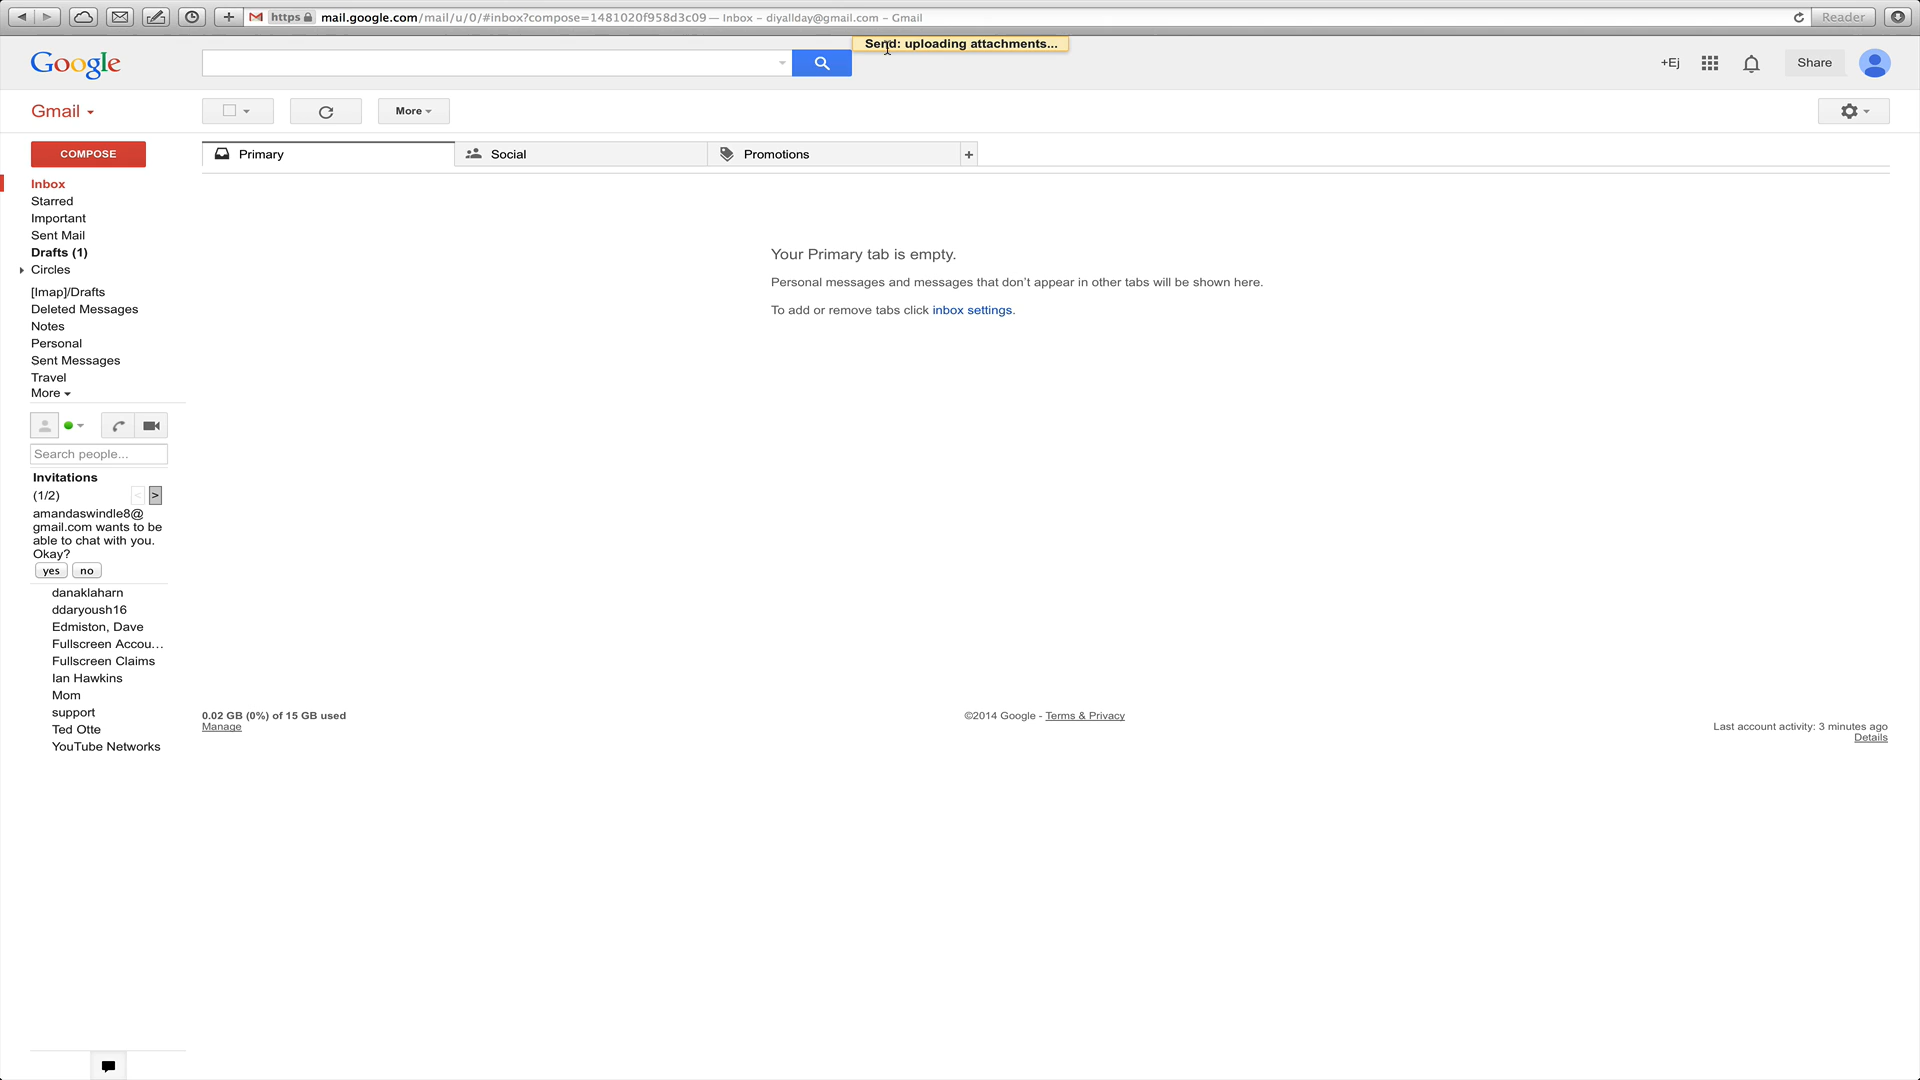 https mail.google.com/mail/u/0/#inbox?compose=1481020f958d3c09 — Inbox – diyallday@gmail.com – Gmail
Reader
Send: uploading attachments...
Google
+Ej
Share
Gmail
More
COMPOSE
Primary
Social
Promotions
+
Inbox
Starred
Important
Sent Mail
Drafts (1)
Circles
[Imap]/Drafts
Deleted Messages
Notes
Personal
Sent Messages
Travel
More
Your Primary tab is empty.
Personal messages and messages that don't appear in other tabs will be shown here.
To add or remove tabs click inbox settings.
Search people...
Invitations
(1/2)
< >
amandaswindle8@
gmail.com wants to be
able to chat with you.
Okay?
yes no
danaklaharn
ddaryoush16
Edmiston, Dave
Fullscreen Accou…
Fullscreen Claims
Ian Hawkins
Mom
support
Ted Otte
YouTube Networks
0.02 GB (0%) of 15 GB used
Manage
©2014 Google - Terms & Privacy
Last account activity: 3 minutes ago
Details